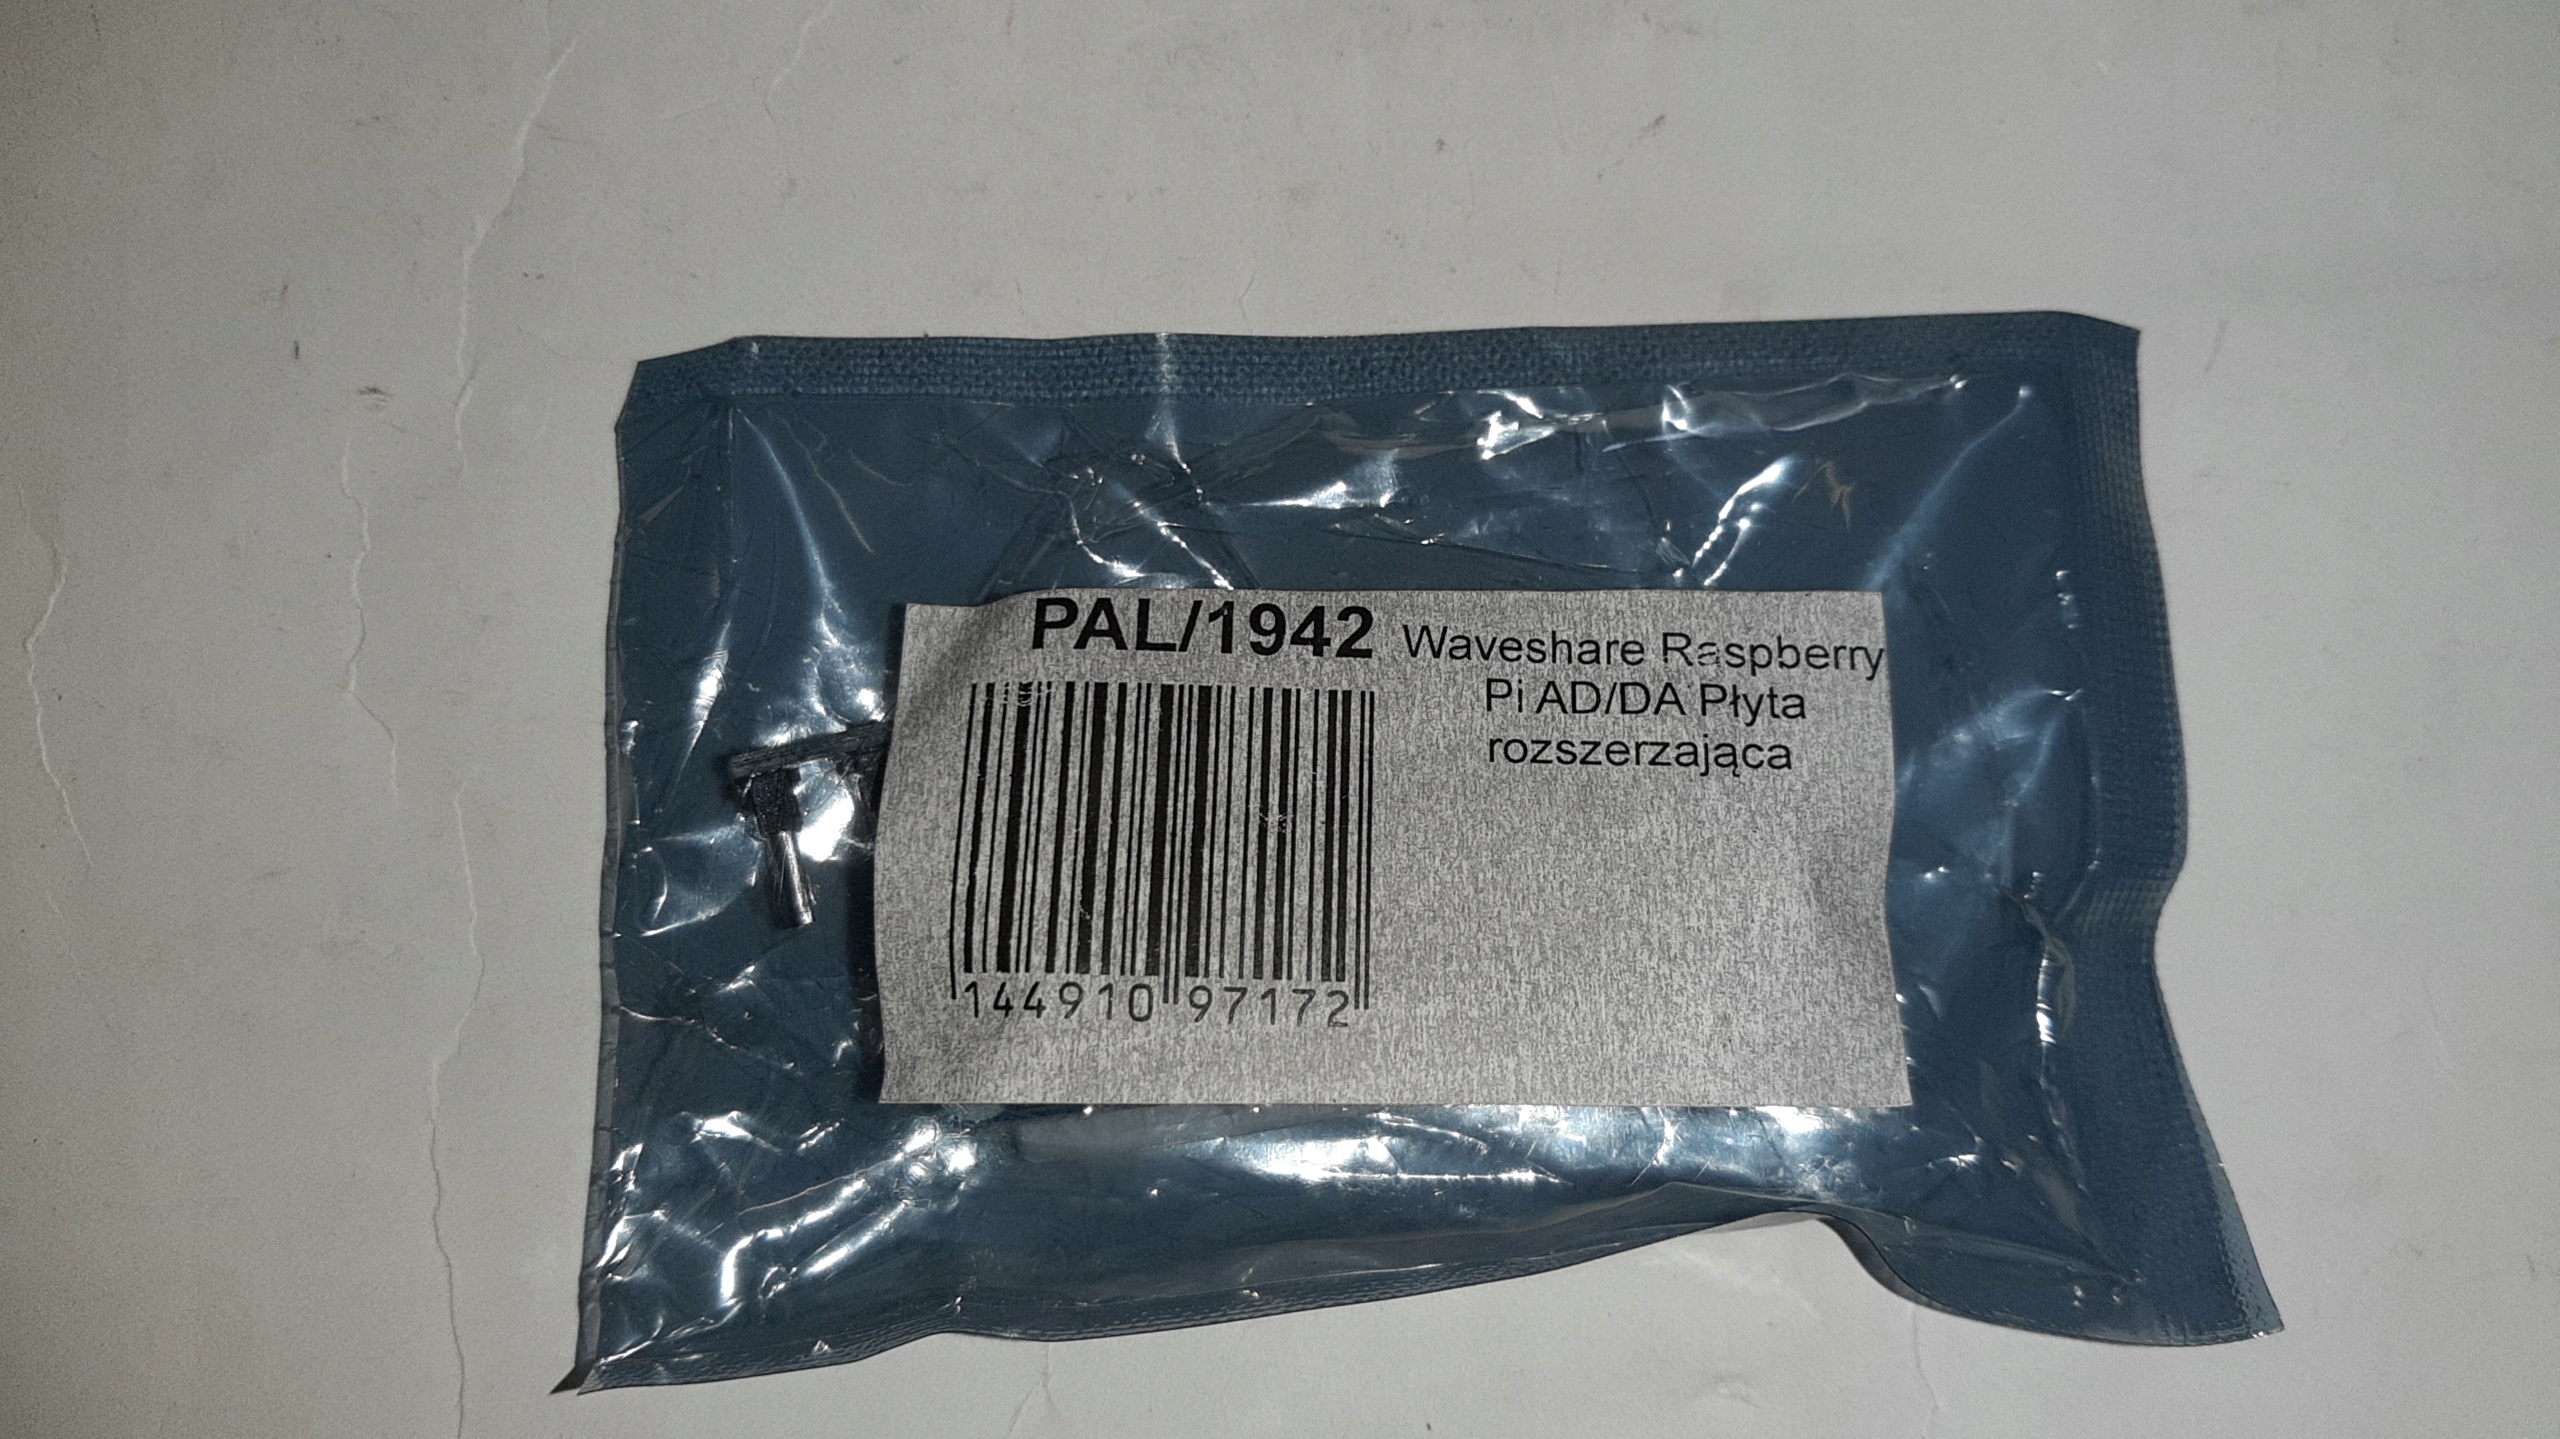 PAL/1942
Waveshare Raspberry
Pi AD/DA Płyta
rozszerzająca
144910 97172